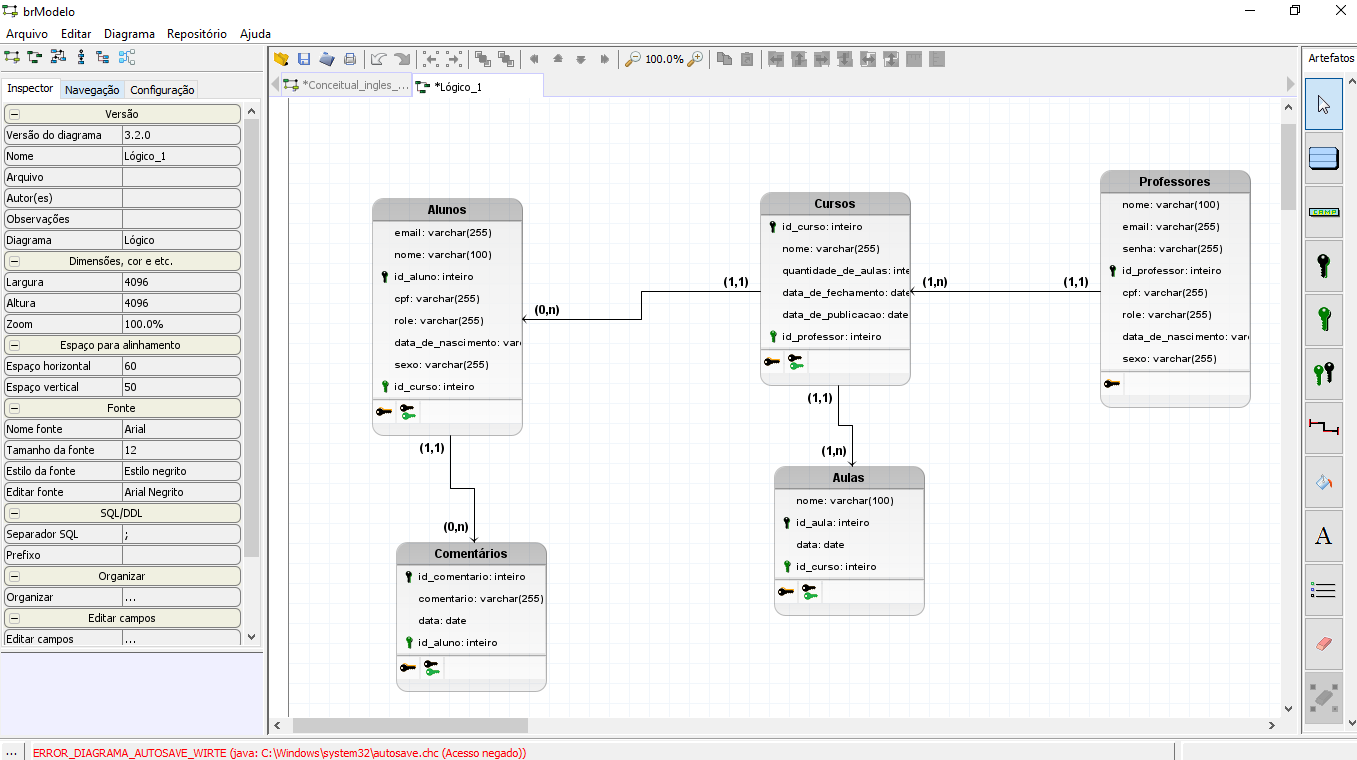 brModelo
Arquivo Editar Diagrama Repositório Ajuda
100.0%
Artefatos
Inspector Navegação Configuração
*Conceitual_ingles_... *Lógico_1
Versão
Versão do diagrama 3.2.0
Nome Lógico_1
Arquivo
Autor(es)
Observações
Diagrama Lógico
Dimensões, cor e etc.
Largura 4096
Altura 4096
Zoom 100.0%
Espaço para alinhamento
Espaço horizontal 60
Espaço vertical 50
Fonte
Nome fonte Arial
Tamanho da fonte 12
Estilo da fonte Estilo negrito
Editar fonte Arial Negrito
SQL/DDL
Separador SQL ;
Prefixo
Organizar
Organizar ...
Editar campos
Editar campos ...
Alunos
email: varchar(255)
nome: varchar(100)
id_aluno: inteiro
cpf: varchar(255)
role: varchar(255)
data_de_nascimento: varc
sexo: varchar(255)
id_curso: inteiro
(0,n)
(1,1)
Cursos
id_curso: inteiro
nome: varchar(255)
quantidade_de_aulas: inte
data_de_fechamento: date
data_de_publicacao: date
id_professor: inteiro
(1,n)
(1,1)
Professores
nome: varchar(100)
email: varchar(255)
senha: varchar(255)
id_professor: inteiro
cpf: varchar(255)
role: varchar(255)
data_de_nascimento: varc
sexo: varchar(255)
(1,1)
(0,n)
Comentários
id_comentario: inteiro
comentario: varchar(255)
data: date
id_aluno: inteiro
(1,1)
(1,n)
Aulas
nome: varchar(100)
id_aula: inteiro
data: date
id_curso: inteiro
CAMP
A
... ERROR_DIAGRAMA_AUTOSAVE_WIRTE (java: C:\Windows\system32\autosave.chc (Acesso negado))